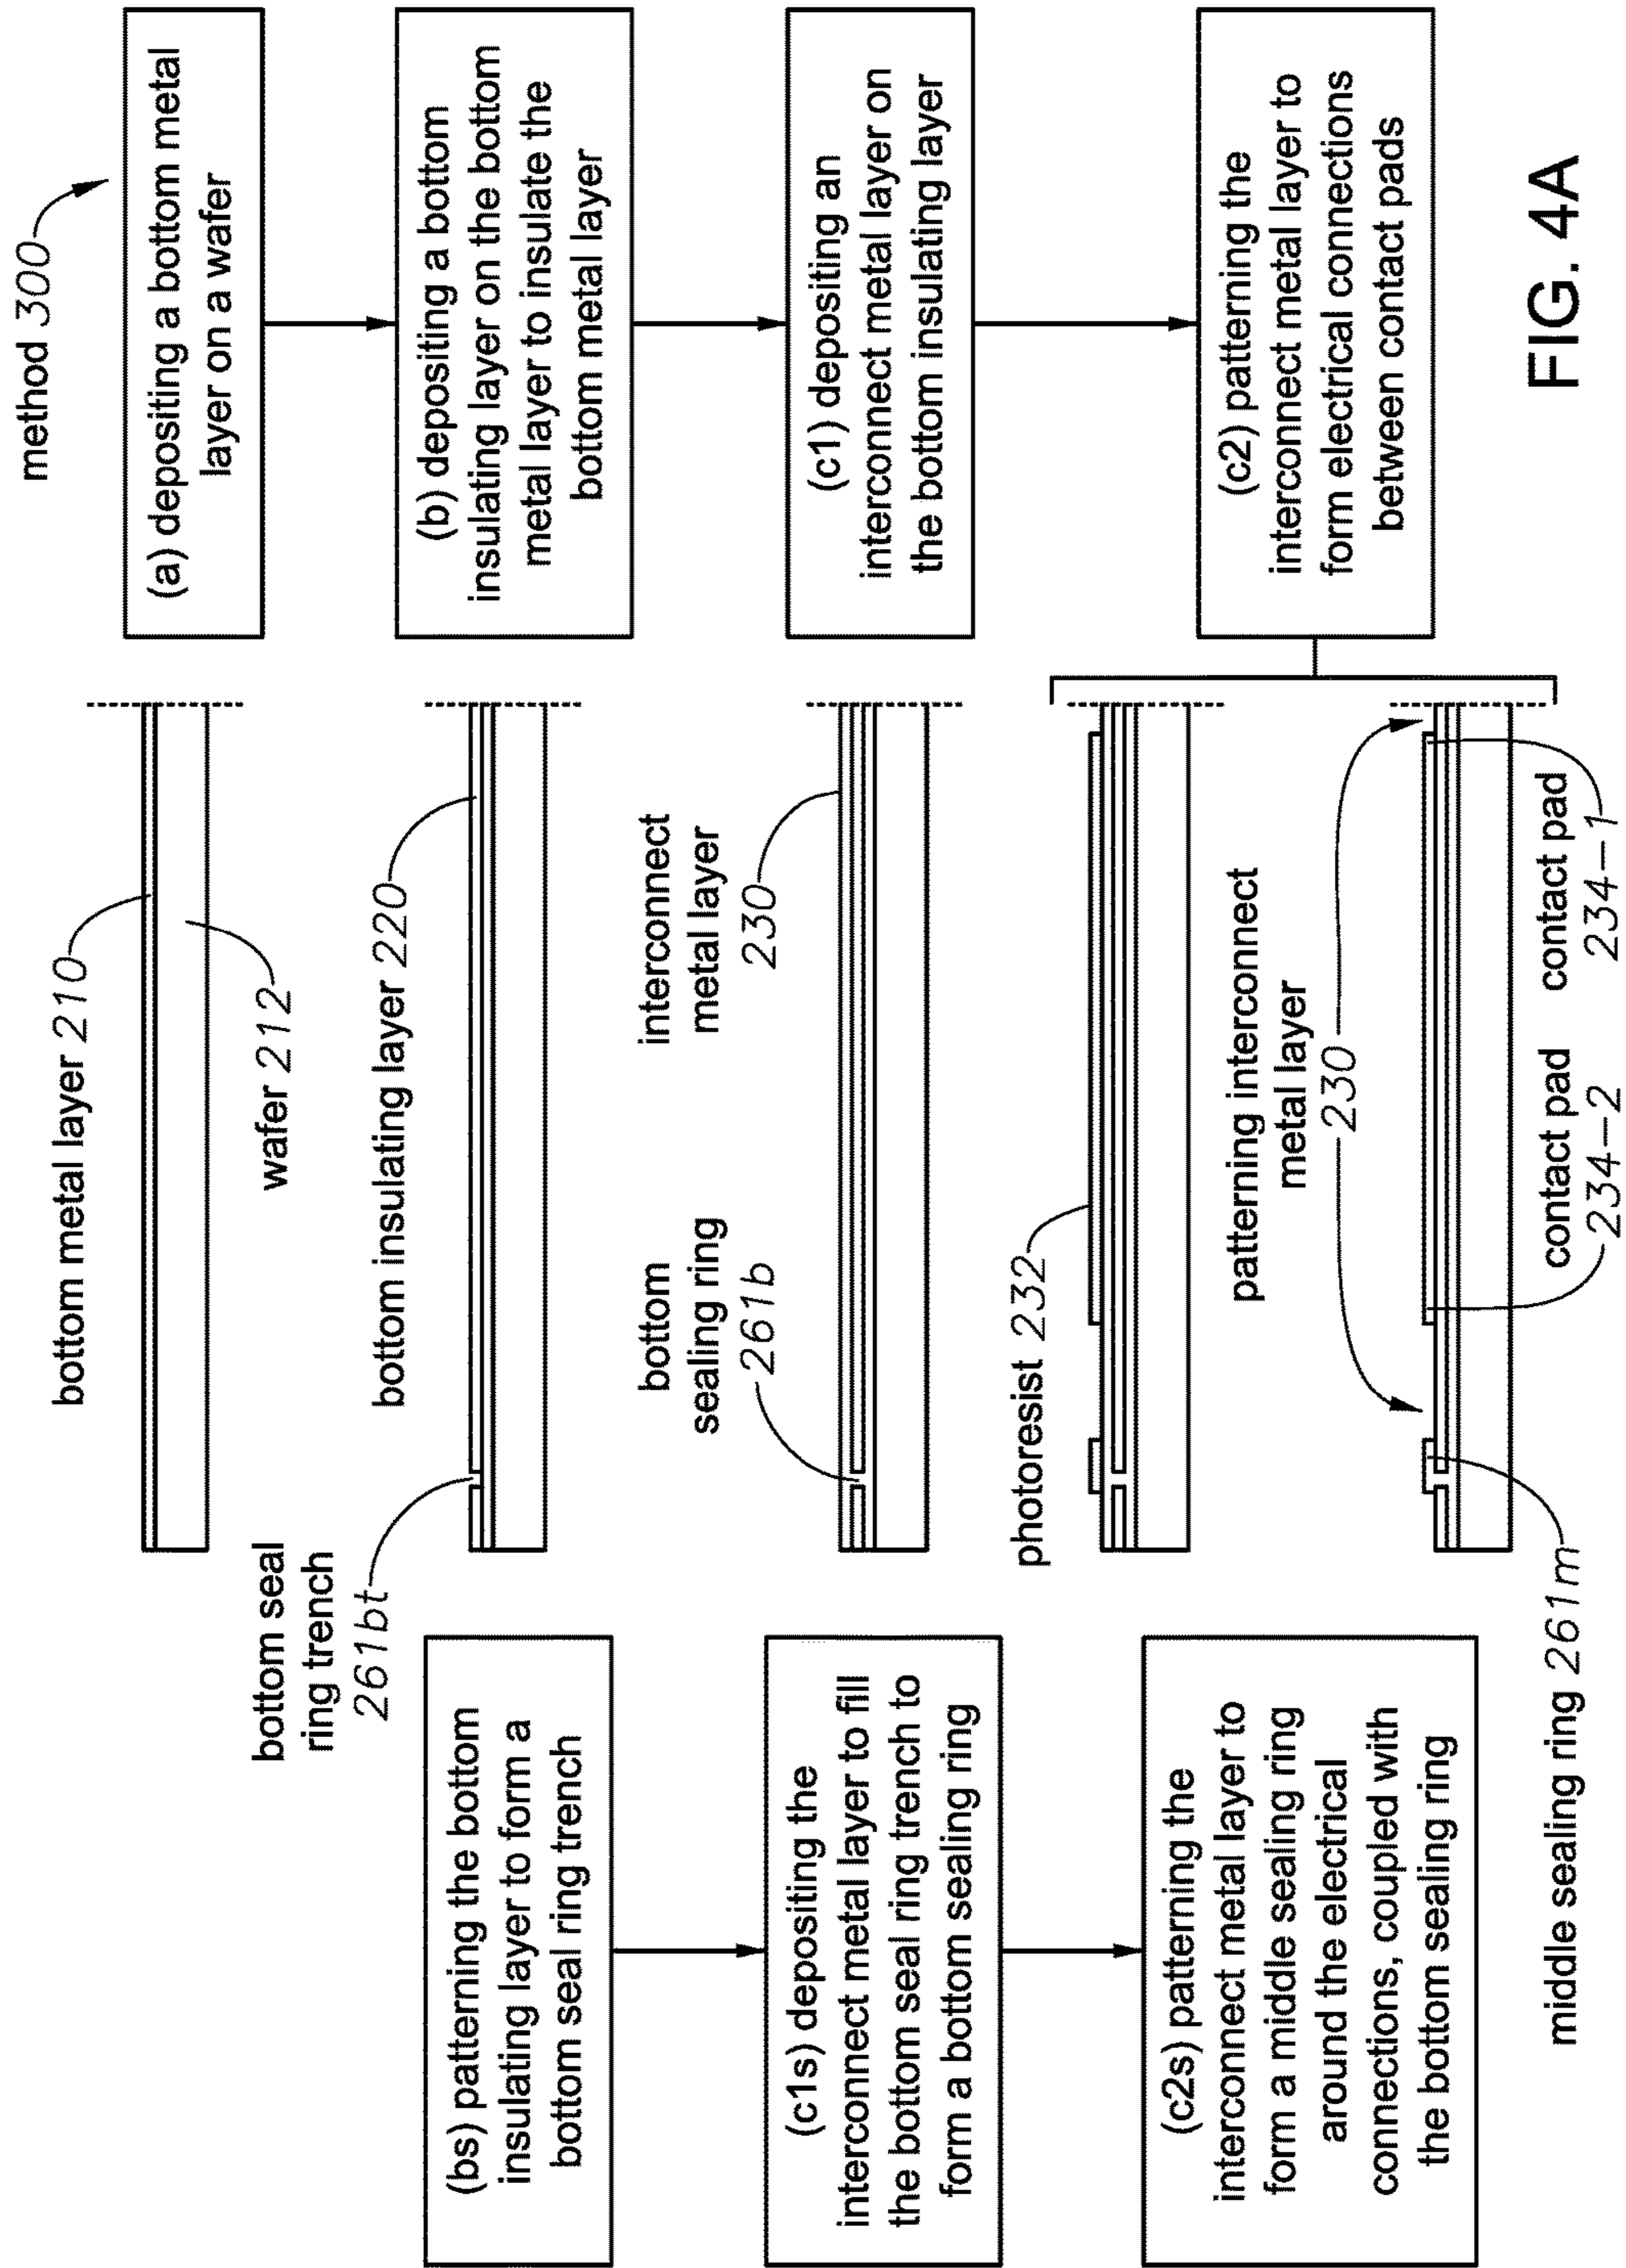 method 300
(a) depositing a bottom metal
layer on a wafer
(b) depositing a bottom
insulating layer on the bottom
metal layer to insulate the
bottom metal layer
(c1) depositing an
interconnect metal layer on
the bottom insulating layer
(c2) patterning the
interconnect metal layer to
form electrical connections
between contact pads
bottom metal layer 210
wafer 212
bottom insulating layer 220
bottom seal
ring trench
261bt
interconnect
metal layer
230
bottom
sealing ring
261b
photoresist 232
patterning interconnect
metal layer
230
contact pad
234-1
contact pad
234-2
middle sealing ring 261m
(bs) patterning the bottom
insulating layer to form a
bottom seal ring trench
(c1s) depositing the
interconnect metal layer to fill
the bottom seal ring trench to
form a bottom sealing ring
(c2s) patterning the
interconnect metal layer to
form a middle sealing ring
around the electrical
connections, coupled with
the bottom sealing ring
FIG. 4A